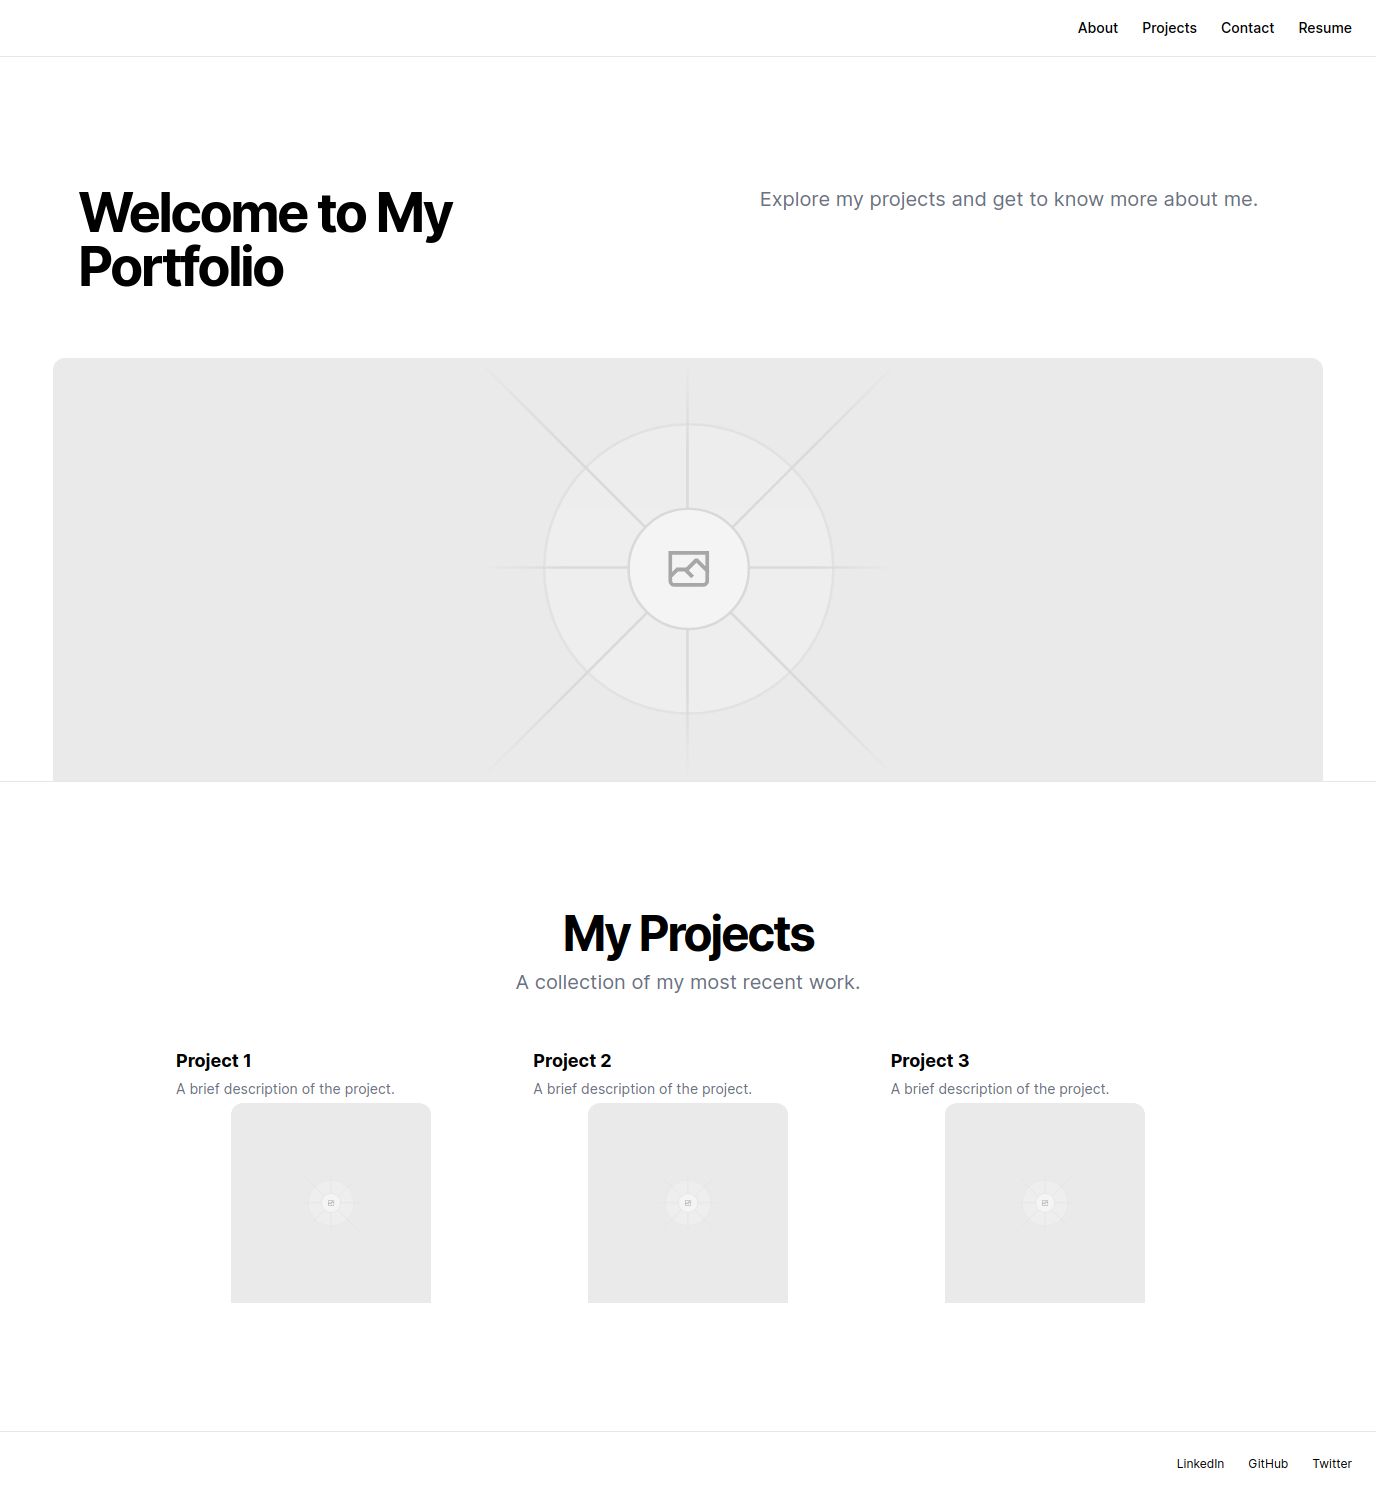 About Projects Contact Resume
Welcome to My
Portfolio
Explore my projects and get to know more about me.
My Projects
A collection of my most recent work.
Project 1
A brief description of the project.
Project 2
A brief description of the project.
Project 3
A brief description of the project.
LinkedIn GitHub Twitter